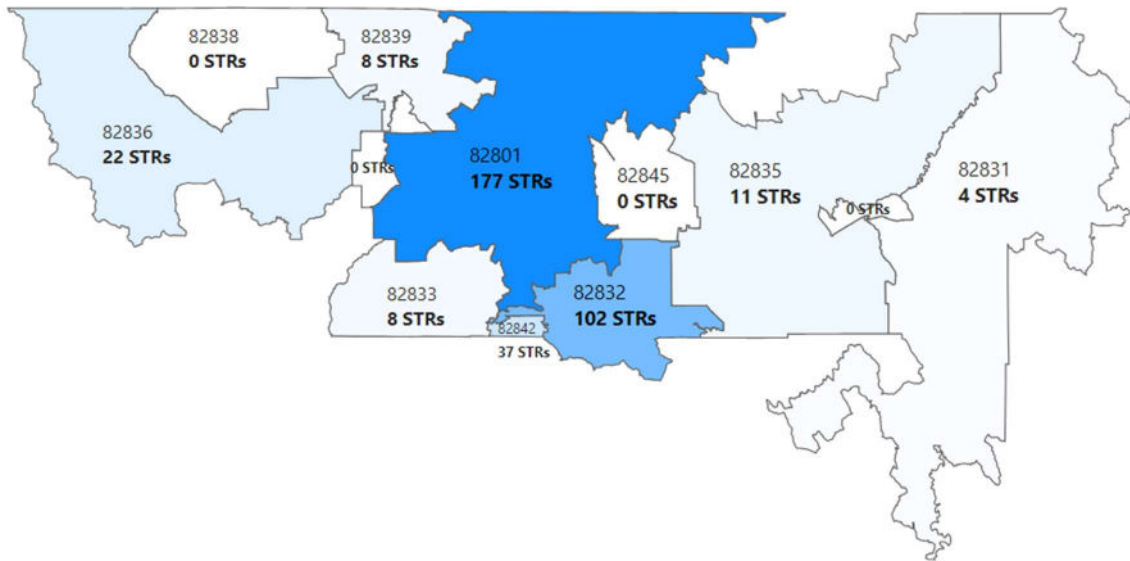 82838
0 STRs
82839
8 STRs
82836
22 STRs
0 STRs
82801
177 STRs
82845
0 STRs
82835
11 STRs
0 STRs
82831
4 STRs
82833
8 STRs
82832
102 STRs
82842
37 STRs